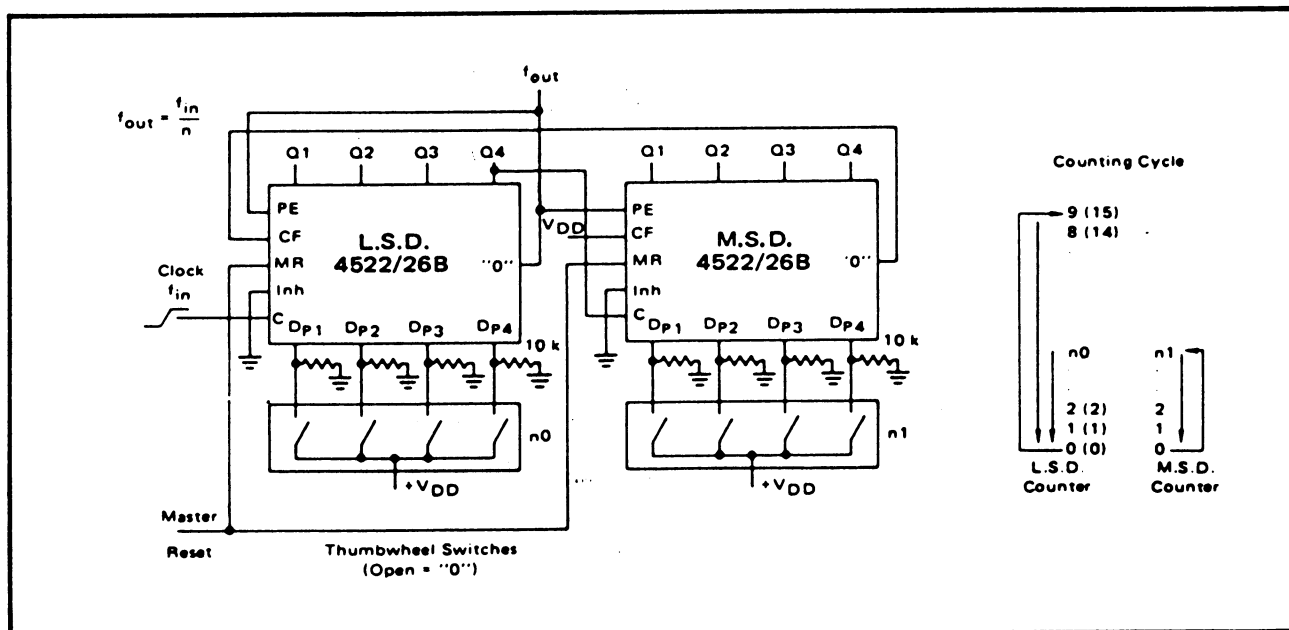 fout
fout = fin / n
Q1 Q2 Q3 Q4
Q1 Q2 Q3 Q4
Counting Cycle
PE
CF
MR
Inh
C
L.S.D.
4522/26B
"0"
DP1 DP2 DP3 DP4
Clock
fin
10 k
VDD
PE
CF
MR
Inh
C
M.S.D.
4522/26B
'0"
DP1 DP2 DP3 DP4
10 k
n0
+VDD
n1
+VDD
9 (15)
8 (14)
n0
n1
2 (2)
1 (1)
0 (0)
2
1
0
L.S.D.
Counter
M.S.D.
Counter
Master
Reset
Thumbwheel Switches
(Open = "0")